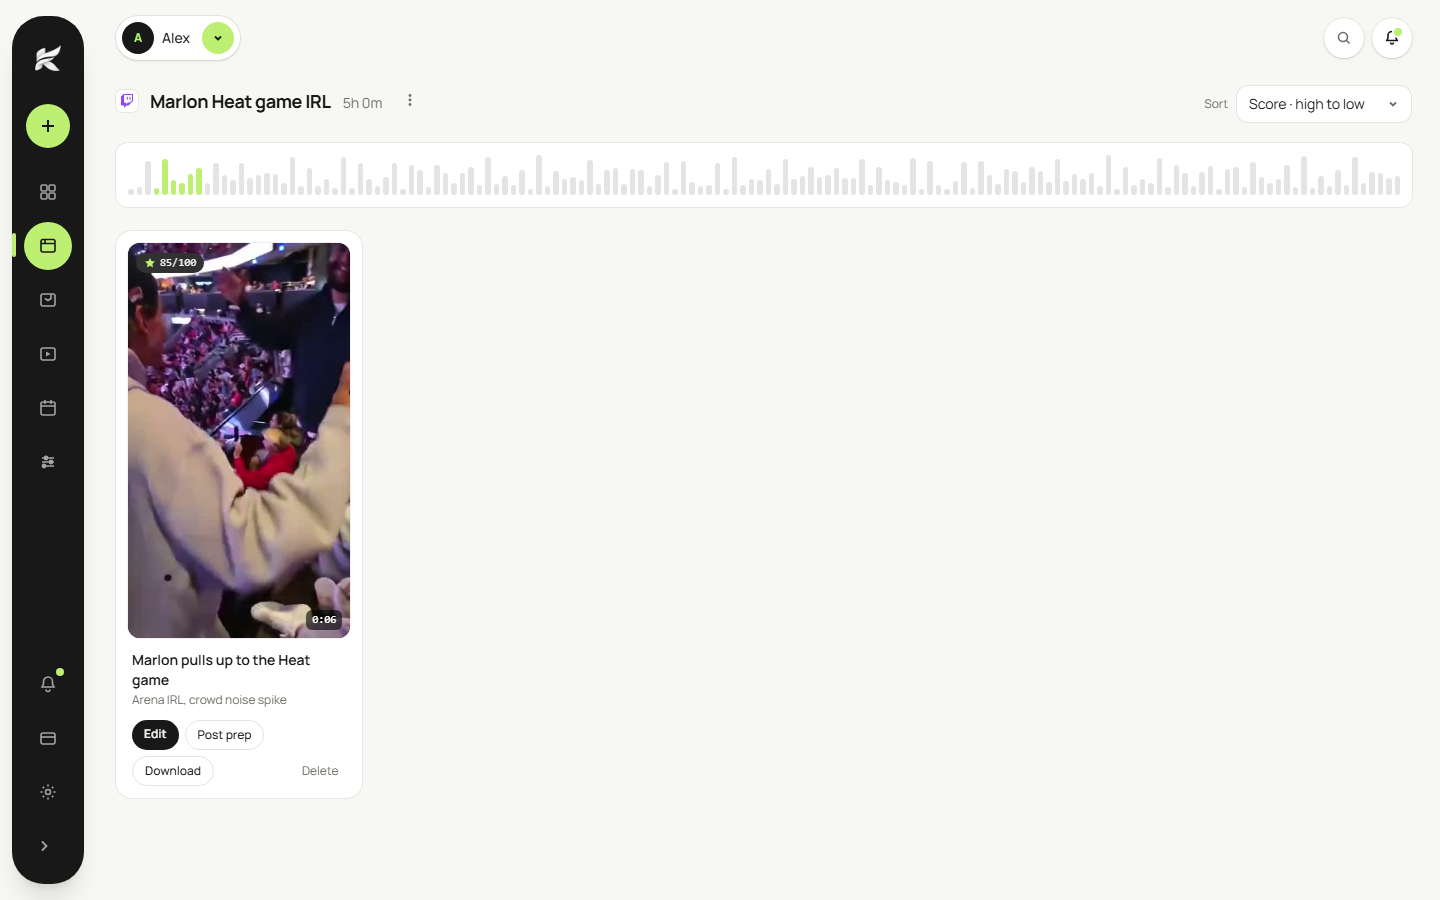 A Alex
Marlon Heat game IRL 5h 0m
Sort Score · high to low
85/100
0:06
Marlon pulls up to the Heat
game
Arena IRL, crowd noise spike
Edit Post prep
Download Delete